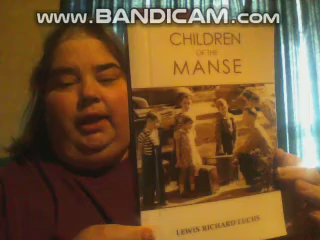 www.BANDICAM.com
CHILDREN
OF THE
MANSE
LEWIS RICHARD LUCHS